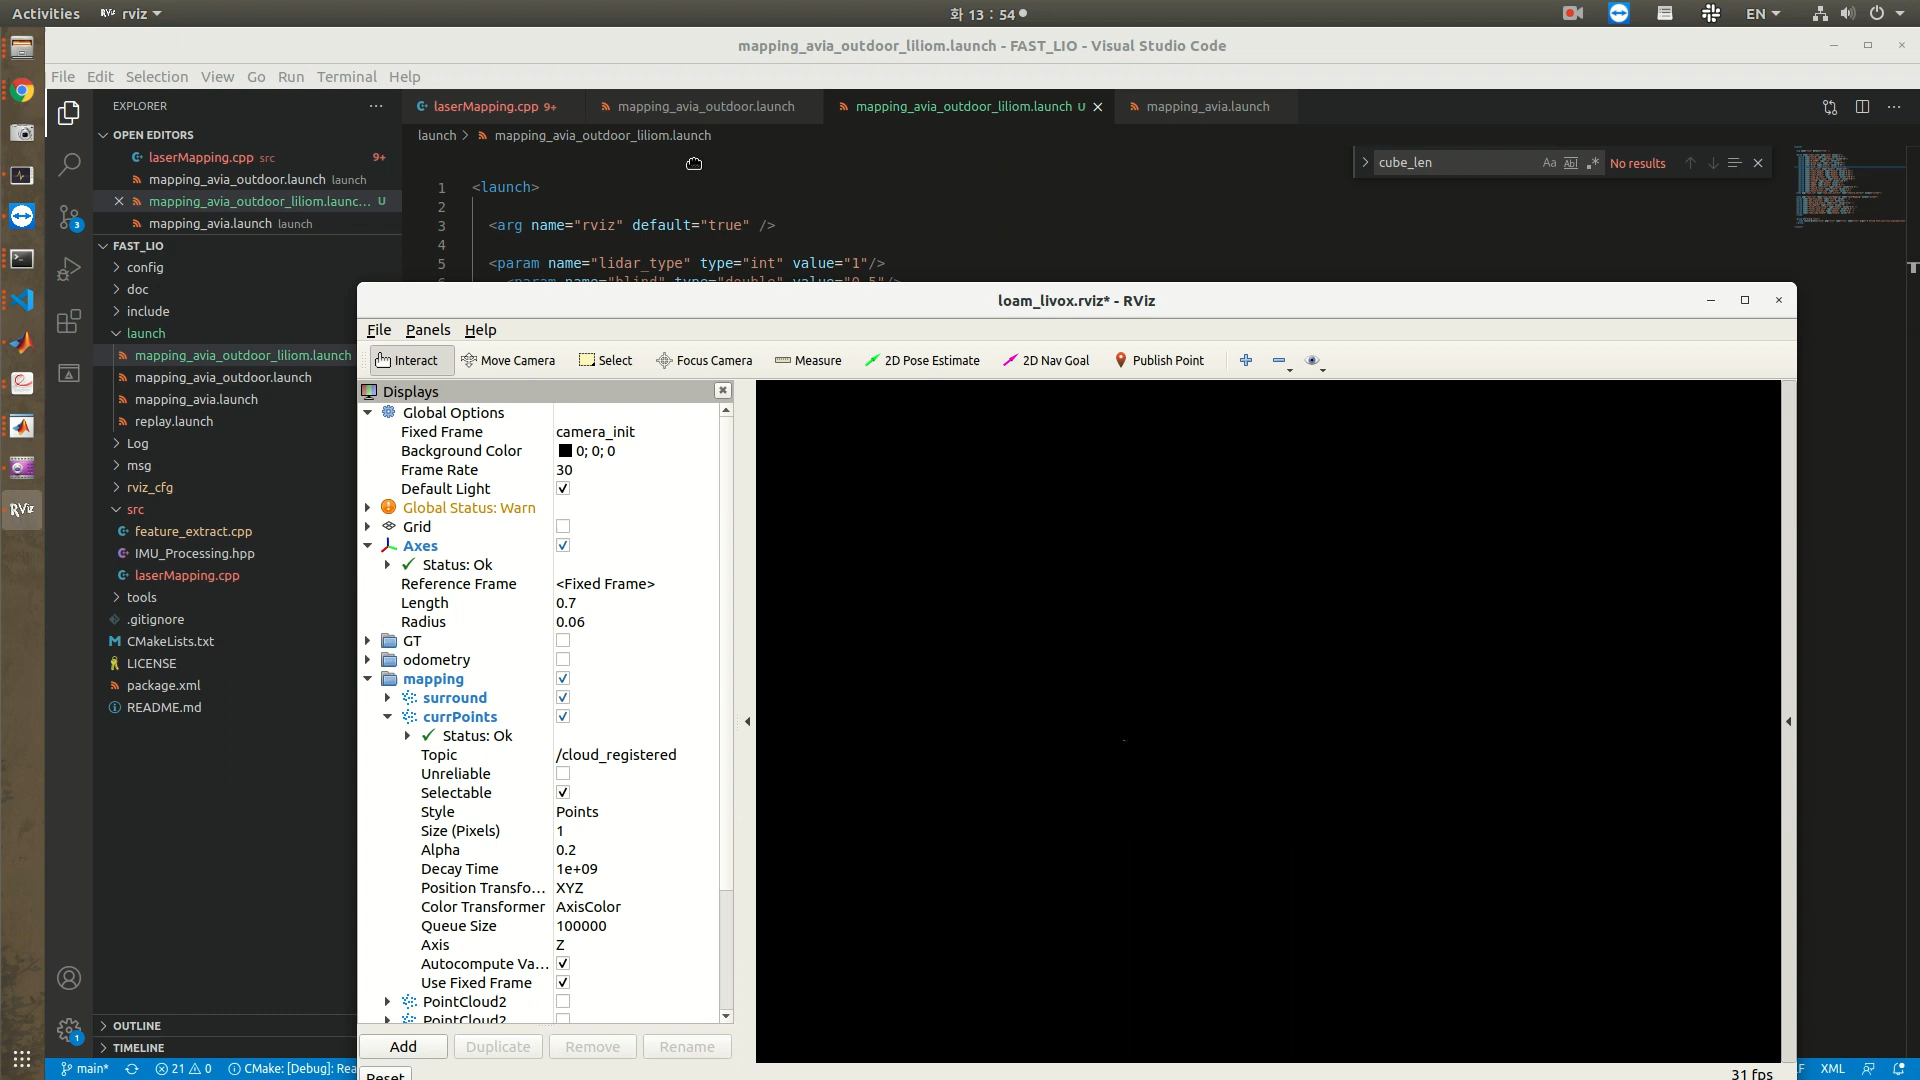 Activities rviz 화 13 : 54 EN
mapping_avia_outdoor_liliom.launch - FAST_LIO - Visual Studio Code
File Edit Selection View Go Run Terminal Help
EXPLORER
laserMapping.cpp 9+ mapping_avia_outdoor.launch mapping_avia_outdoor_liliom.launch U mapping_avia.launch
OPEN EDITORS
launch > mapping_avia_outdoor_liliom.launch
laserMapping.cpp src 9+
mapping_avia_outdoor.launch launch
mapping_avia_outdoor_liliom.launc... U
mapping_avia.launch launch
cube_len Aa No results
1 <launch>
2
3 <arg name="rviz" default="true" />
4
5 <param name="lidar_type" type="int" value="1"/>
FAST_LIO
config
doc
include
launch
mapping_avia_outdoor_liliom.launch
mapping_avia_outdoor.launch
mapping_avia.launch
replay.launch
Log
msg
rviz_cfg
src
feature_extract.cpp
IMU_Processing.hpp
laserMapping.cpp
tools
.gitignore
CMakeLists.txt
LICENSE
package.xml
README.md
OUTLINE
TIMELINE
loam_livox.rviz* - RViz
File Panels Help
Interact Move Camera Select Focus Camera Measure 2D Pose Estimate 2D Nav Goal Publish Point
Displays
Global Options
Fixed Frame camera_init
Background Color 0; 0; 0
Frame Rate 30
Default Light
Global Status: Warn
Grid
Axes
Status: Ok
Reference Frame <Fixed Frame>
Length 0.7
Radius 0.06
GT
odometry
mapping
surround
currPoints
Status: Ok
Topic /cloud_registered
Unreliable
Selectable
Style Points
Size (Pixels) 1
Alpha 0.2
Decay Time 1e+09
Position Transfo... XYZ
Color Transformer AxisColor
Queue Size 100000
Axis Z
Autocompute Va...
Use Fixed Frame
PointCloud2
PointCloud2
Add Duplicate Remove Rename
Reset
31 fps
RViz
3
1
main* 21 0 CMake: [Debug]: Rea
XML